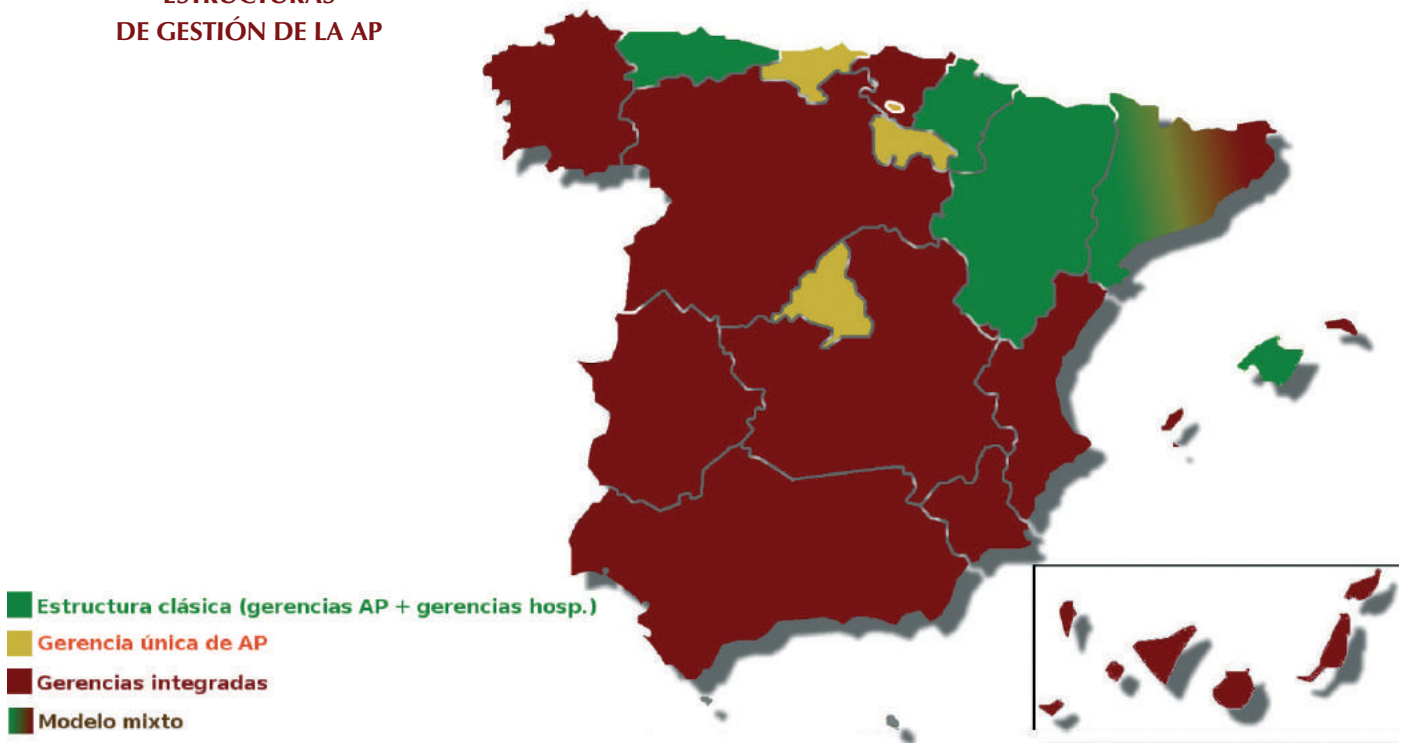 ESTRUCTURAS
DE GESTIÓN DE LA AP
Estructura clásica (gerencias AP + gerencias hosp.)
Gerencia única de AP
Gerencias integradas
Modelo mixto